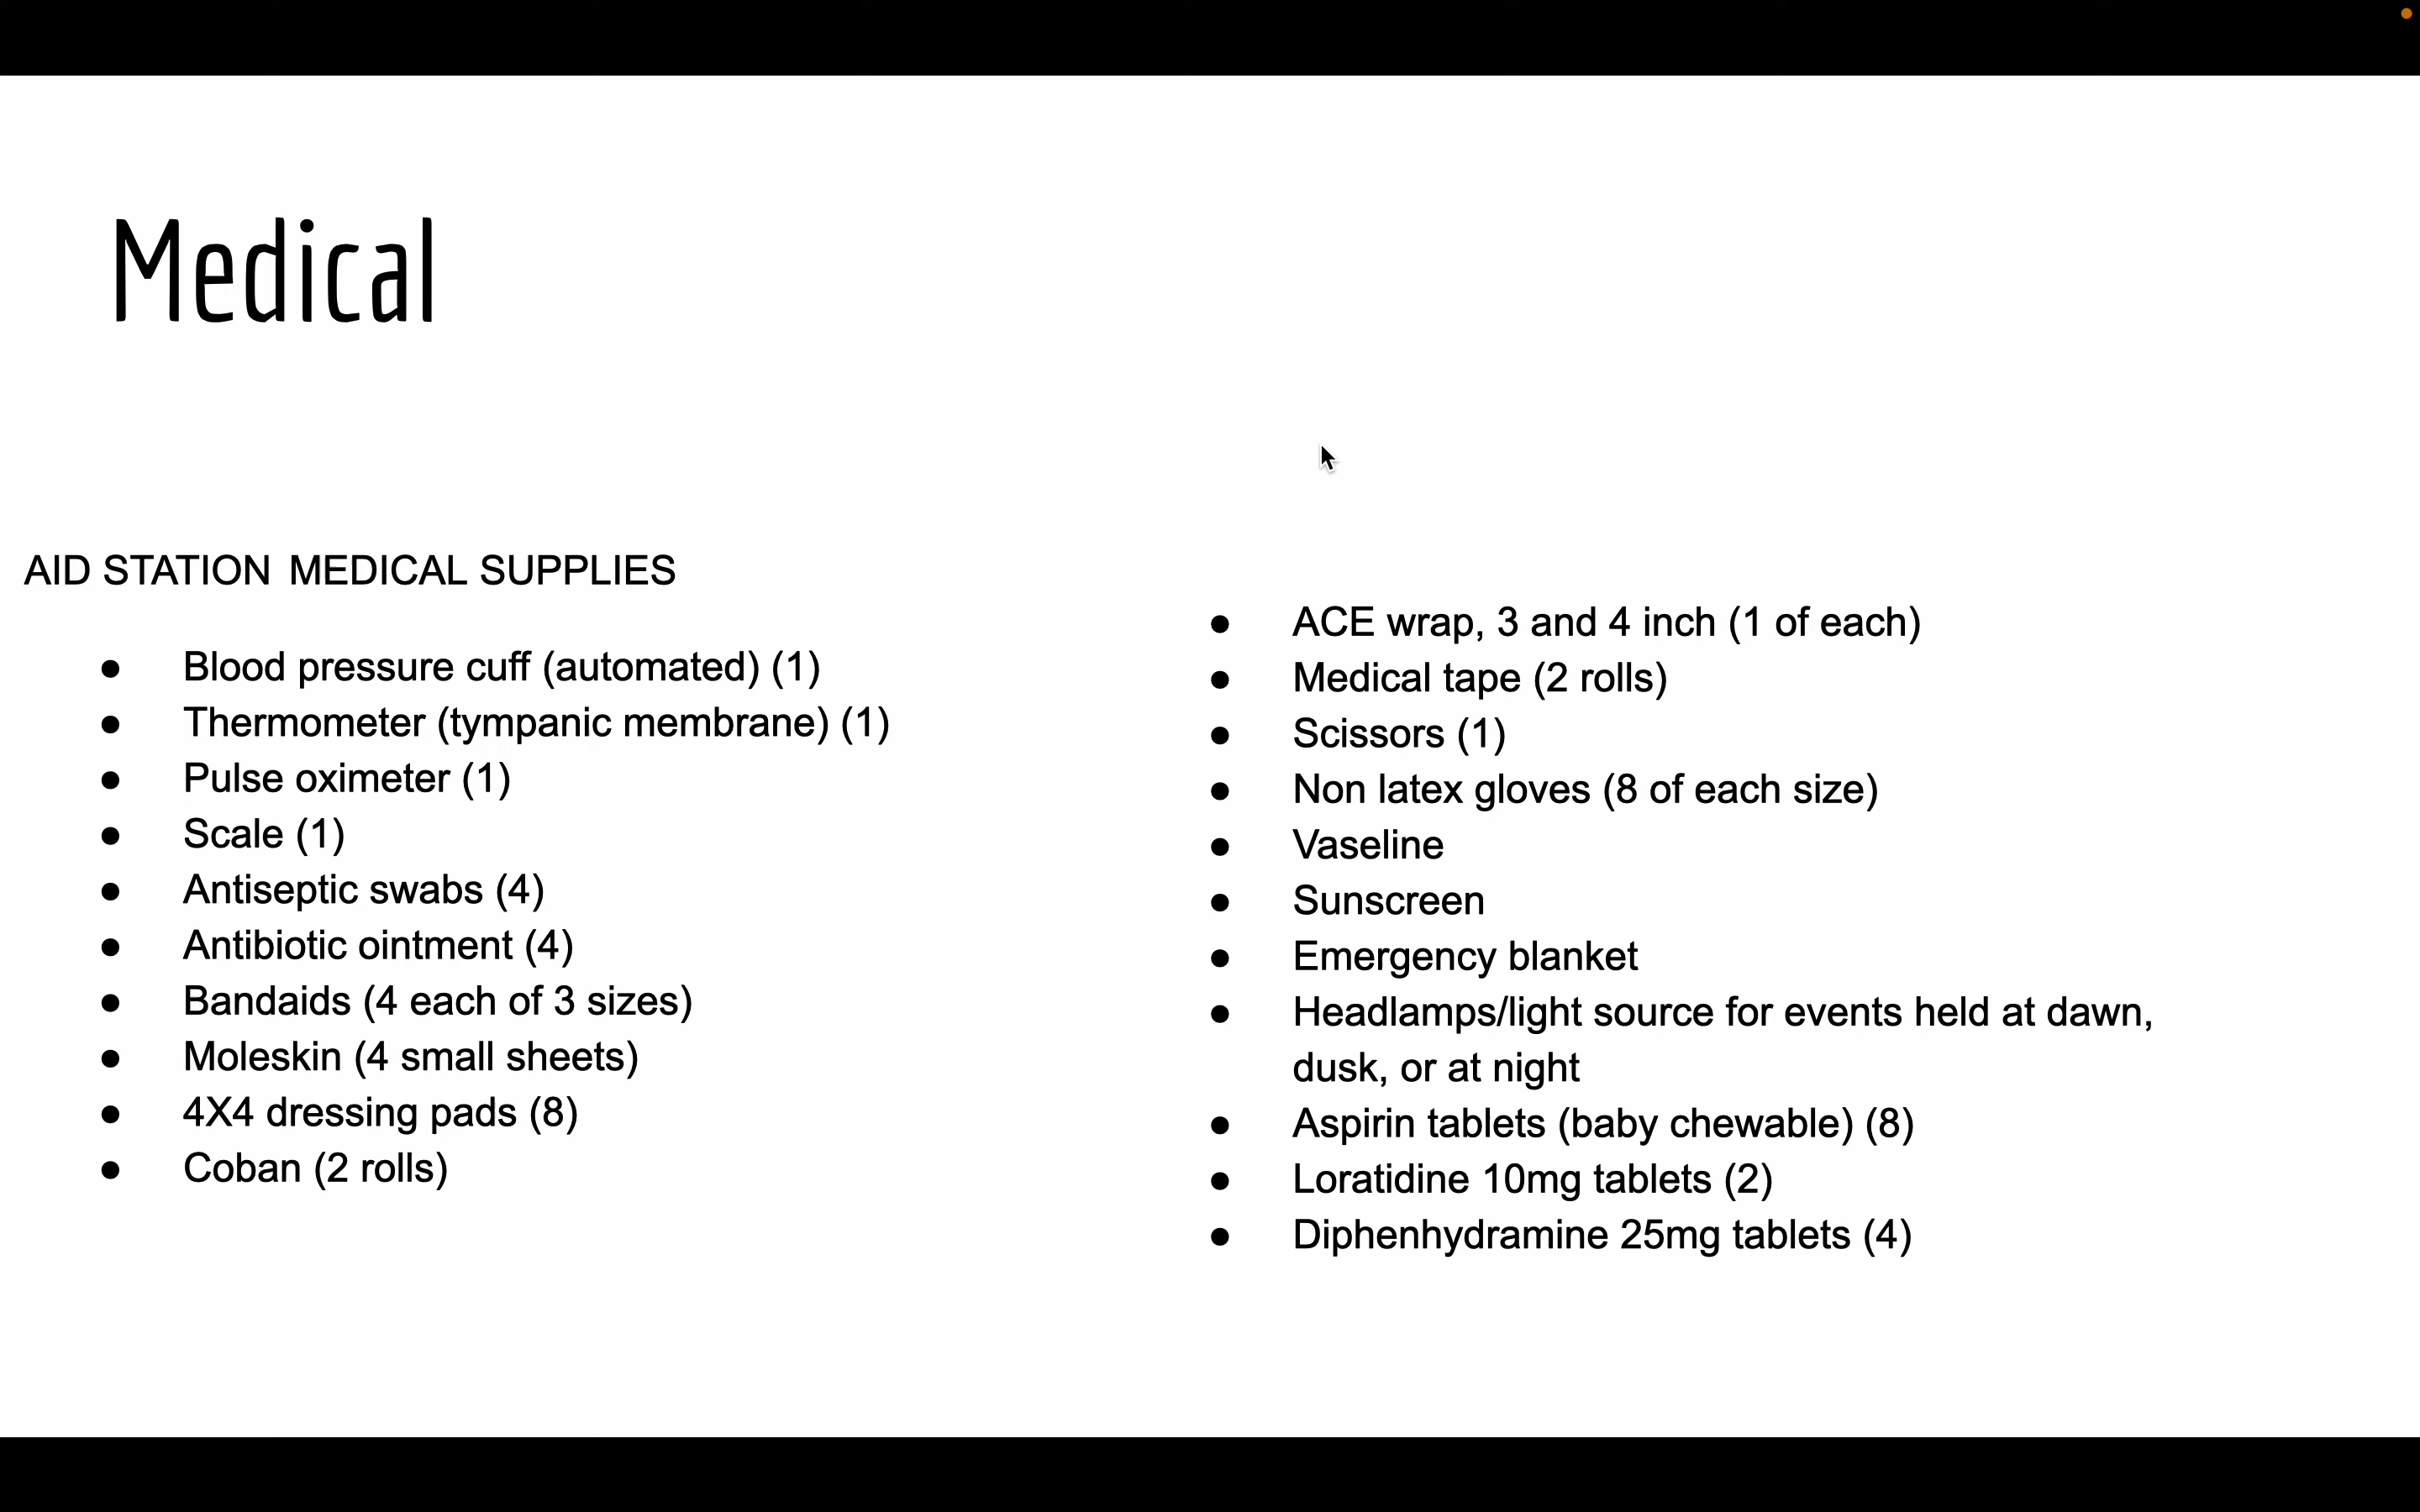 Medical
AID STATION MEDICAL SUPPLIES
● Blood pressure cuff (automated) (1)
● Thermometer (tympanic membrane) (1)
● Pulse oximeter (1)
● Scale (1)
● Antiseptic swabs (4)
● Antibiotic ointment (4)
● Bandaids (4 each of 3 sizes)
● Moleskin (4 small sheets)
● 4X4 dressing pads (8)
● Coban (2 rolls)
● ACE wrap, 3 and 4 inch (1 of each)
● Medical tape (2 rolls)
● Scissors (1)
● Non latex gloves (8 of each size)
● Vaseline
● Sunscreen
● Emergency blanket
● Headlamps/light source for events held at dawn,
dusk, or at night
● Aspirin tablets (baby chewable) (8)
● Loratidine 10mg tablets (2)
● Diphenhydramine 25mg tablets (4)